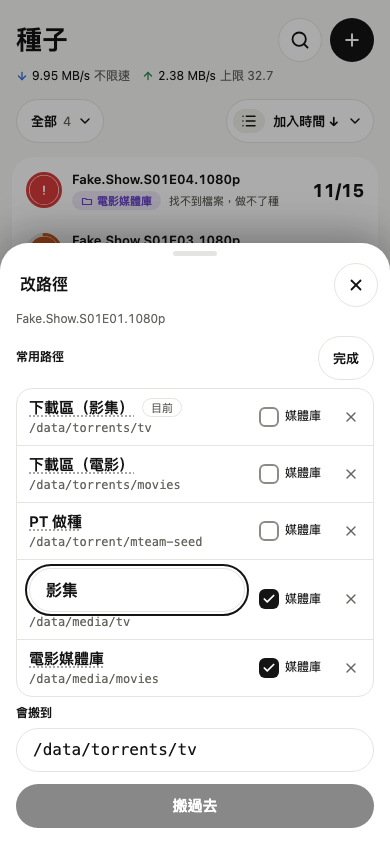 種子
9.95 MB/s 不限速 2.38 MB/s 上限 32.7
全部 4
加入時間
Fake.Show.S01E04.1080p
電影媒體庫 找不到檔案，做不了種
11/15
Fake.Show.S01E03.1080p
改路徑
Fake.Show.S01E01.1080p
常用路徑
完成
下載區（影集） 目前
/data/torrents/tv
媒體庫
下載區（電影）
/data/torrents/movies
媒體庫
PT 做種
/data/torrent/mteam-seed
媒體庫
影集
/data/media/tv
媒體庫
電影媒體庫
/data/media/movies
媒體庫
會搬到
/data/torrents/tv
搬過去